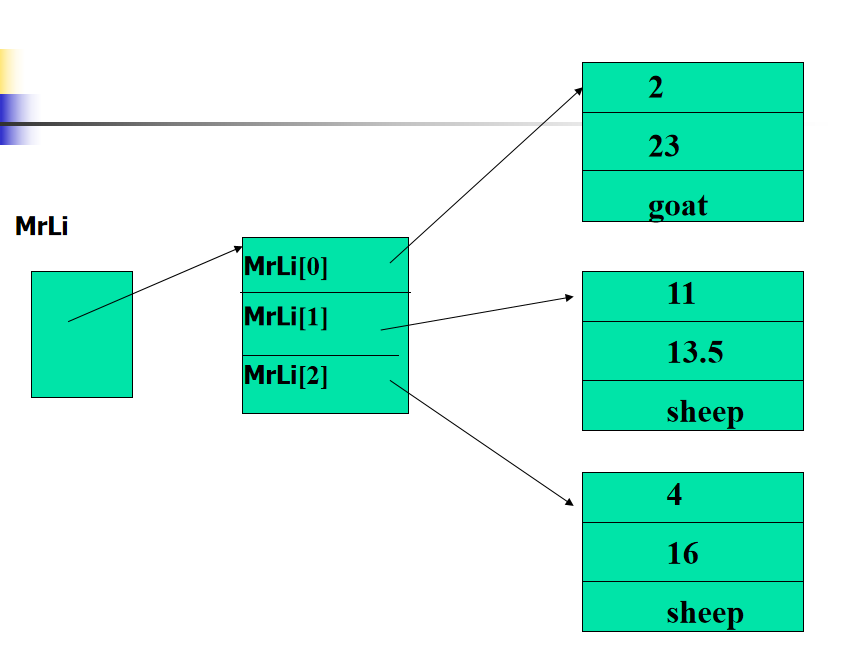 MrLi
MrLi[0]
MrLi[1]
MrLi[2]
2
23
goat
11
13.5
sheep
4
16
sheep